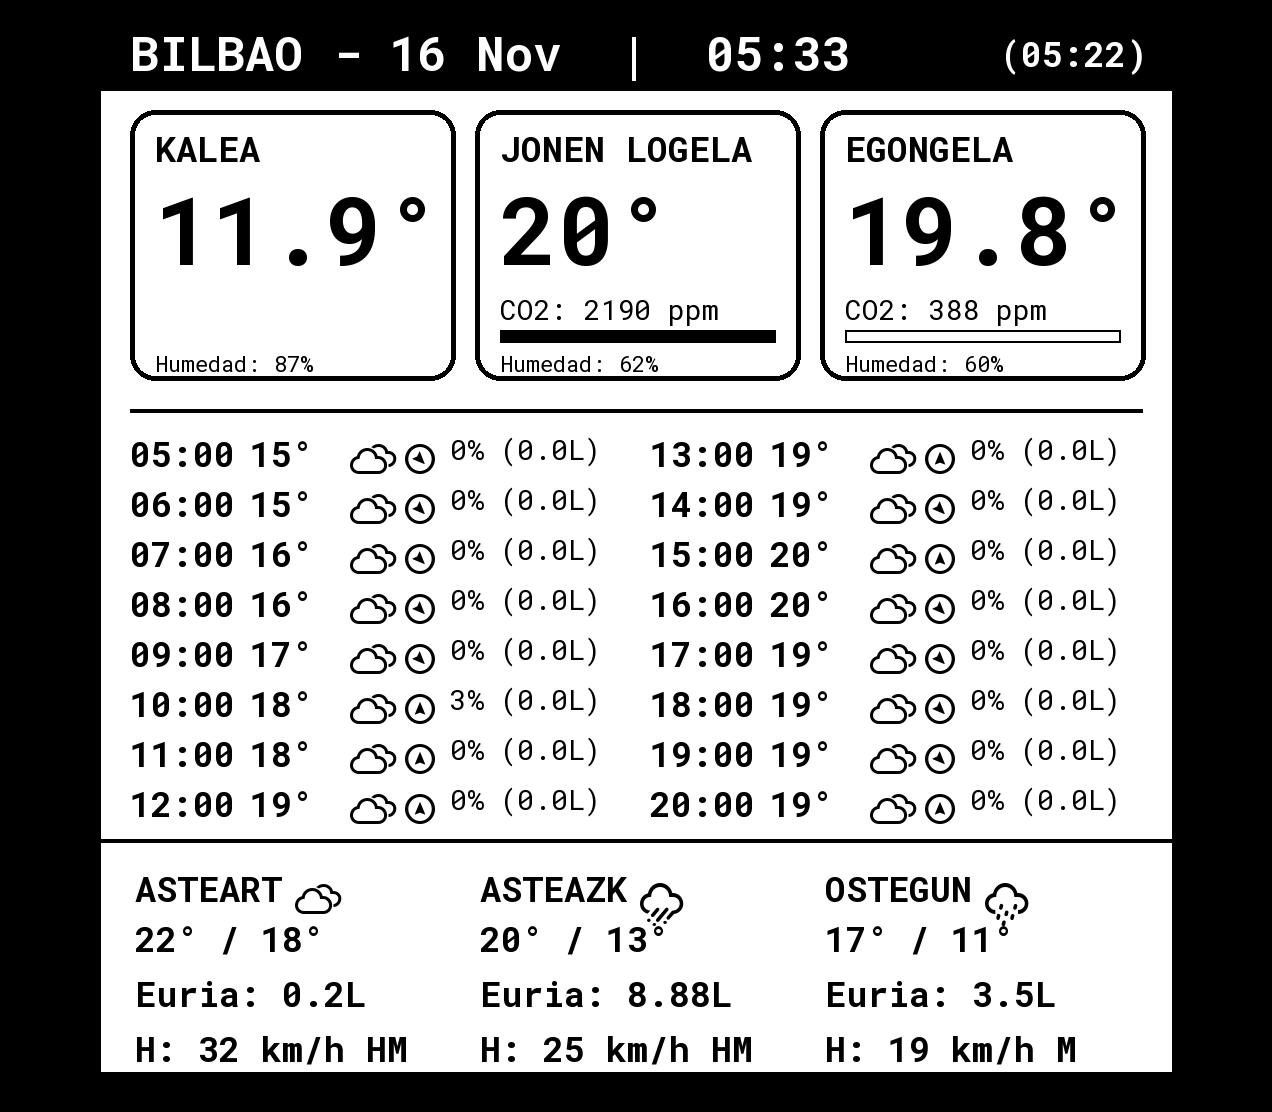 BILBAO - 16 Nov | 05:33 (05:22)
KALEA
11.9°
Humedad: 87%
JONEN LOGELA
20°
CO2: 2190 ppm
Humedad: 62%
EGONGELA
19.8°
CO2: 388 ppm
Humedad: 60%
05:00 15° 0% (0.0L)
06:00 15° 0% (0.0L)
07:00 16° 0% (0.0L)
08:00 16° 0% (0.0L)
09:00 17° 0% (0.0L)
10:00 18° 3% (0.0L)
11:00 18° 0% (0.0L)
12:00 19° 0% (0.0L)
13:00 19° 0% (0.0L)
14:00 19° 0% (0.0L)
15:00 20° 0% (0.0L)
16:00 20° 0% (0.0L)
17:00 19° 0% (0.0L)
18:00 19° 0% (0.0L)
19:00 19° 0% (0.0L)
20:00 19° 0% (0.0L)
ASTEART
22° / 18°
Euria: 0.2L
H: 32 km/h HM
ASTEAZK
20° / 13°
Euria: 8.88L
H: 25 km/h HM
OSTEGUN
17° / 11°
Euria: 3.5L
H: 19 km/h M